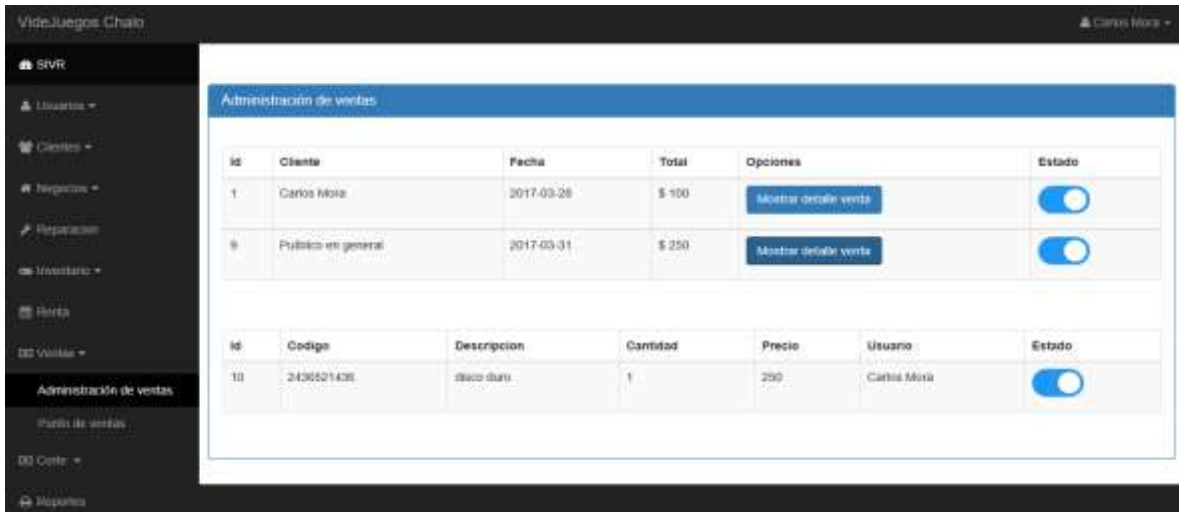 VideJuegos Chalo
Carlos Mora
SIVR
Usuarios
Clientes
Negocios
Reparacion
Inventario
Renta
Ventas
Administración de ventas
Punto de ventas
Corte
Reportes
Administración de ventas
Id Cliente Fecha Total Opciones Estado
1 Carlos Mora 2017-03-28 $ 100 Mostrar detalle venta
9 en general 2017-03-31 $ 250 Mostrar detalle venta
Id Codigo Descripcion Cantidad Precio Usuario Estado
10 disco duro 1 250 Carlos Mora